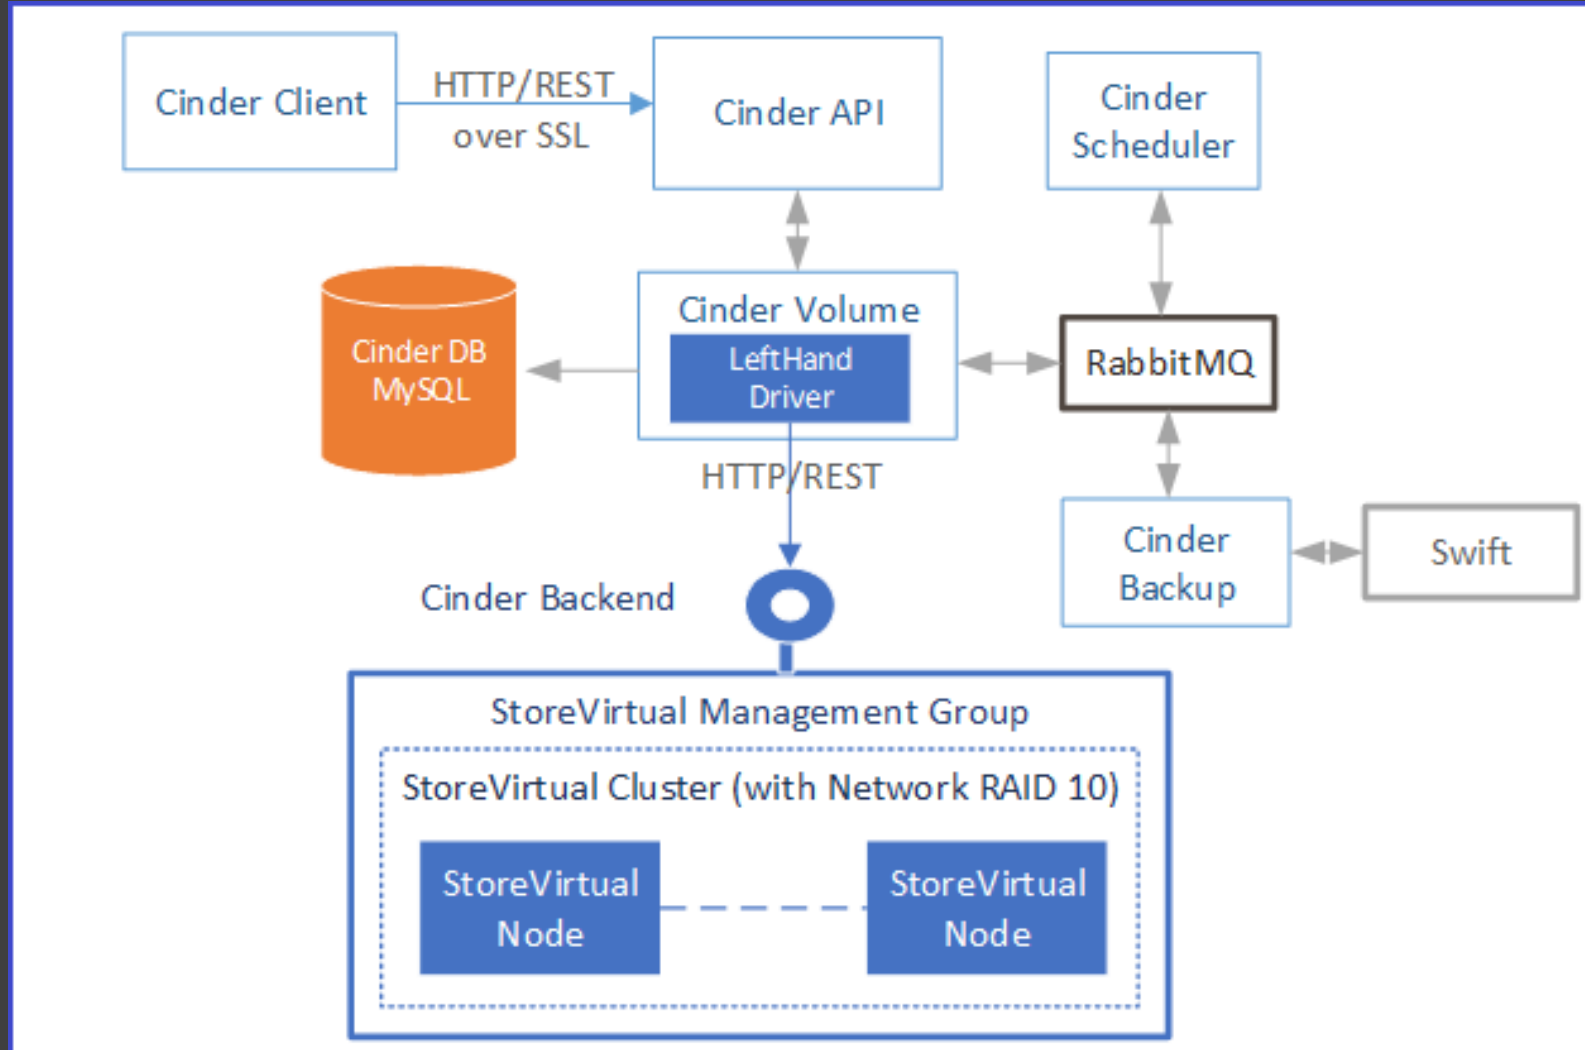 Cinder Client
HTTP/REST
over SSL
Cinder API
Cinder
Scheduler
Cinder DB
MySQL
Cinder Volume
LeftHand
Driver
RabbitMQ
HTTP/REST
Cinder
Backup
Swift
Cinder Backend
StoreVirtual Management Group
StoreVirtual Cluster (with Network RAID 10)
StoreVirtual
Node
StoreVirtual
Node